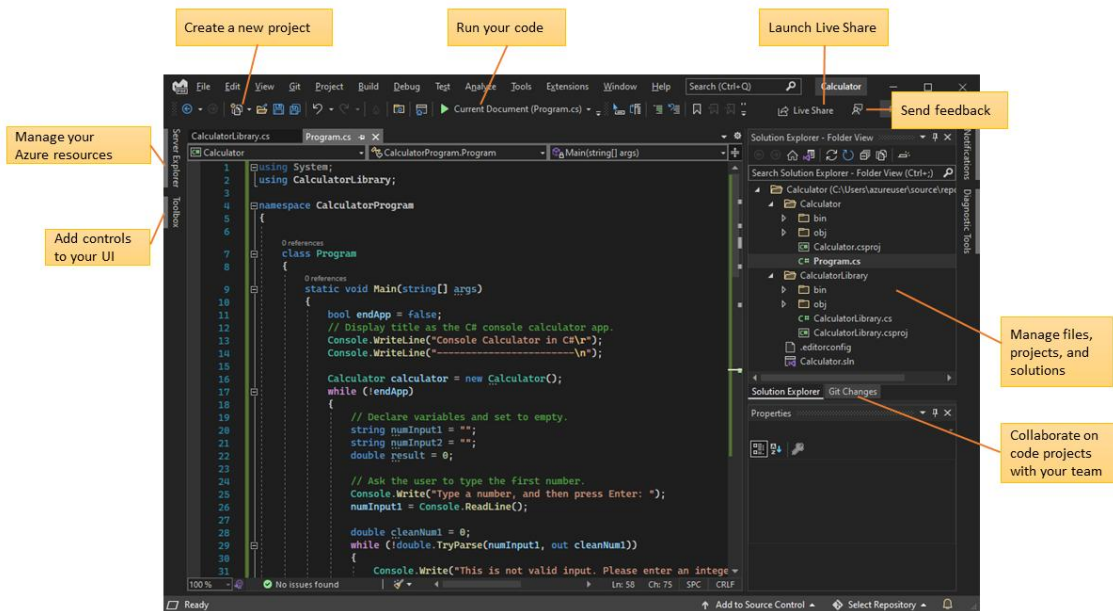 Create a new project
Run your code
Launch Live Share
File Edit View Git Project Build Debug Test Analyze Tools Extensions Window Help Search (Ctrl+Q) Calculator
Current Document (Program.cs) Live Share
Send feedback
Manage your
Azure resources
Add controls
to your UI
Server Explorer
Toolbox
CalculatorLibrary.cs Program.cs
Calculator CalculatorProgram.Program Main(string[] args)
1 using System;
2 using CalculatorLibrary;
3
4 namespace CalculatorProgram
5 {
6
0 references
7 class Program
8 {
0 references
9 static void Main(string[] args)
10 {
11 bool endApp = false;
12 // Display title as the C# console calculator app.
13 Console.WriteLine("Console Calculator in C#\r");
14 Console.WriteLine("------------------------\n");
15
16 Calculator calculator = new Calculator();
17 while (!endApp)
18 {
19 // Declare variables and set to empty.
20 string numInput1 = "";
21 string numInput2 = "";
22 double result = 0;
23
24 // Ask the user to type the first number.
25 Console.Write("Type a number, and then press Enter: ");
26 numInput1 = Console.ReadLine();
27
28 double cleanNum1 = 0;
29 while (!double.TryParse(numInput1, out cleanNum1))
30 {
31 Console.Write("This is not valid input. Please enter an intege
100 % No issues found Ln: 58 Ch: 75 SPC CRLF
Solution Explorer - Folder View
Search Solution Explorer - Folder View (Ctrl+;)
Calculator (C:\Users\azureuser\source\repo
Calculator
bin
obj
Calculator.csproj
C# Program.cs
CalculatorLibrary
bin
obj
C# CalculatorLibrary.cs
CalculatorLibrary.csproj
.editorconfig
Calculator.sln
Solution Explorer Git Changes
Properties
Notifications
Diagnostic Tools
Manage files,
projects, and
solutions
Collaborate on
code projects
with your team
Ready Add to Source Control Select Repository